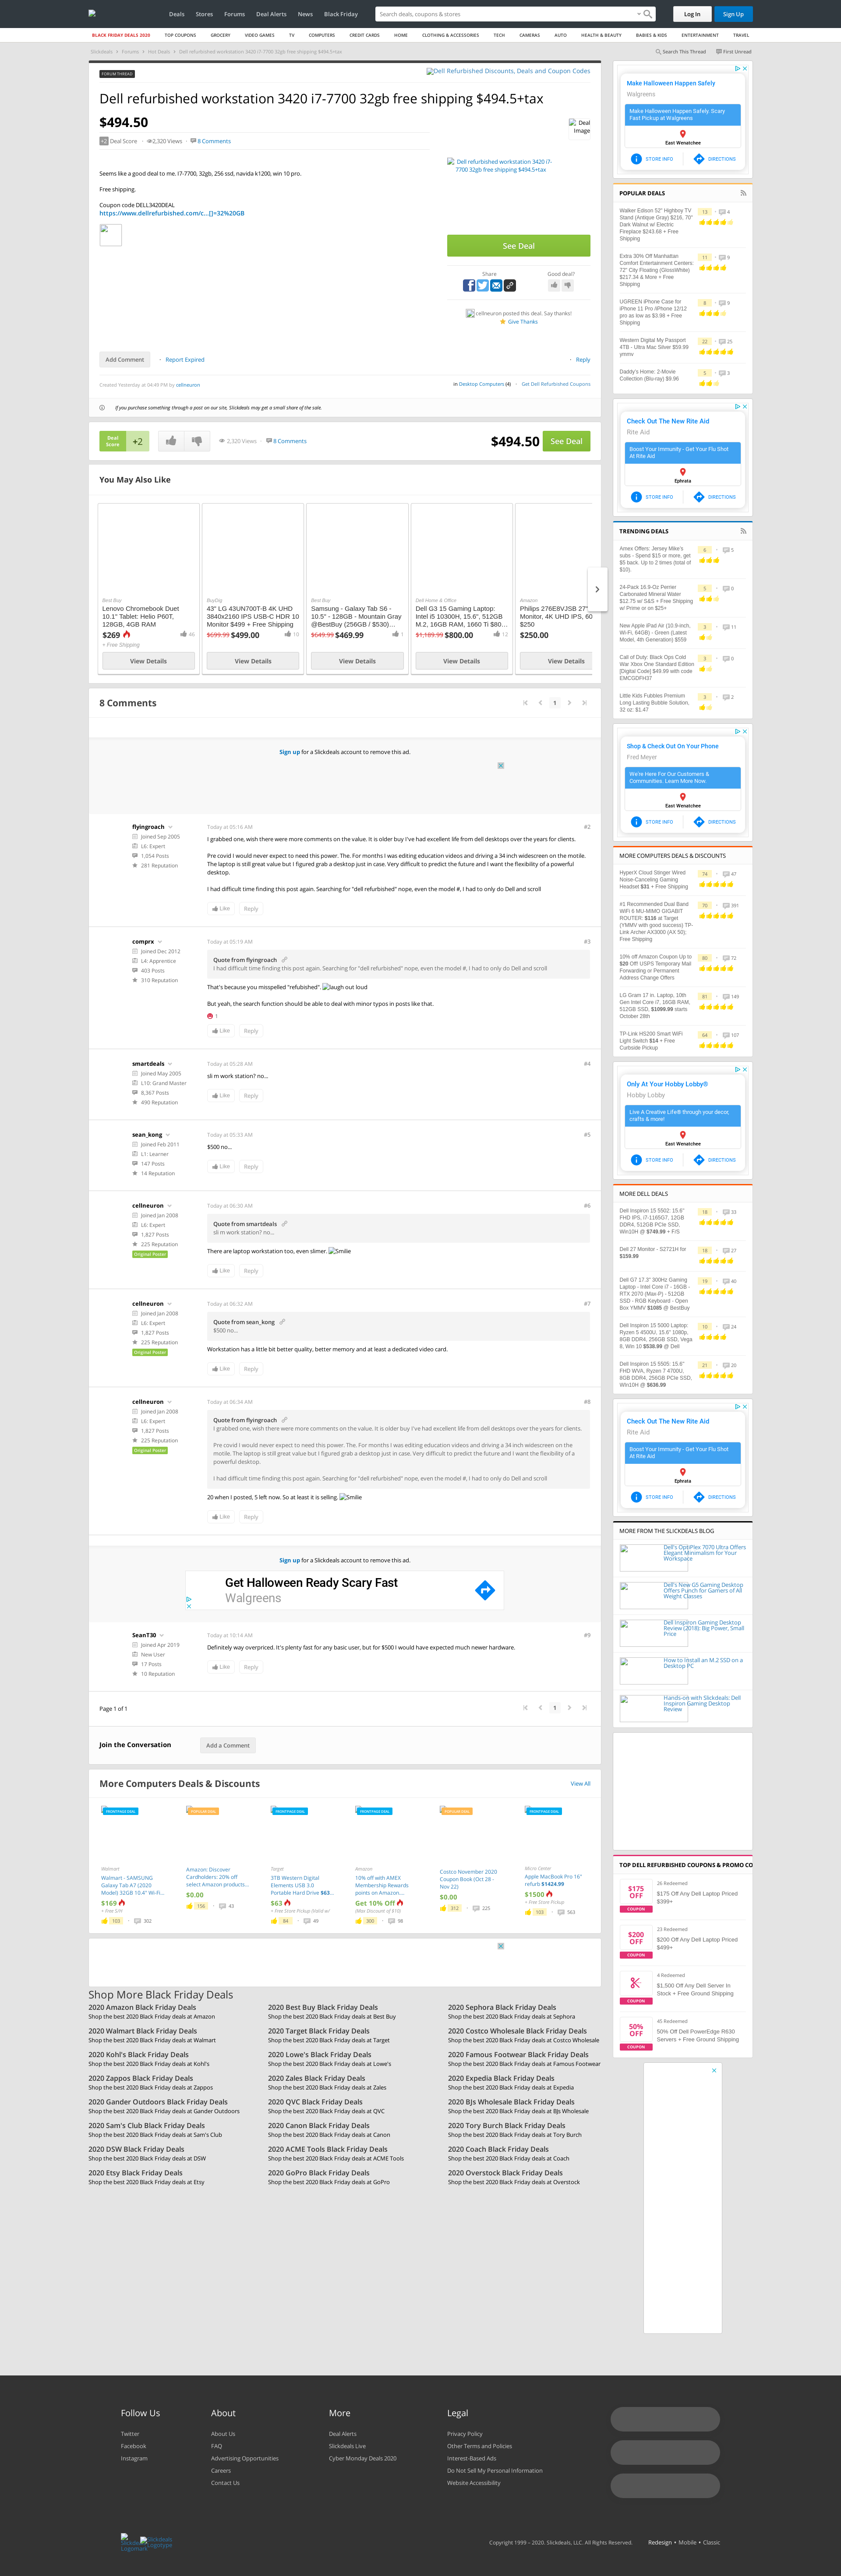 Deals
Stores
Forums
Deal Alerts
News
Black Friday
Search deals, coupons & stores
Log In
Sign Up
BLACK FRIDAY DEALS 2020
TOP COUPONS
GROCERY
VIDEO GAMES
TV
COMPUTERS
CREDIT CARDS
HOME
CLOTHING & ACCESSORIES
TECH
CAMERAS
AUTO
HEALTH & BEAUTY
BABIES & KIDS
ENTERTAINMENT
TRAVEL
Slickdeals
Forums
Hot Deals
Dell refurbished workstation 3420 i7-7700 32gb free shipping $494.5+tax
Search This Thread
First Unread
FORUM THREAD
Dell Refurbished Discounts, Deals and Coupon Codes
Dell refurbished workstation 3420 i7-7700 32gb free shipping $494.5+tax
$494.50
+2 Deal Score
2,320 Views
8 Comments
Deal Image
Seems like a good deal to me. I7-7700, 32gb, 256 ssd, navida k1200, win 10 pro.
Free shipping.
Coupon code DELL3420DEAL
https://www.dellrefurbished.com/c...[]=32%20GB
Dell refurbished workstation 3420 i7-7700 32gb free shipping $494.5+tax
See Deal
Share
Good deal?
cellneuron posted this deal. Say thanks!
Give Thanks
Add Comment
Report Expired
Reply
Created Yesterday at 04:49 PM by cellneuron
in Desktop Computers (4)
Get Dell Refurbished Coupons
If you purchase something through a post on our site, Slickdeals may get a small share of the sale.
Deal Score
+2
2,320 Views
8 Comments
$494.50
See Deal
You May Also Like
Best Buy
Lenovo Chromebook Duet 10.1" Tablet: Helio P60T, 128GB, 4GB RAM
$269
46
+ Free Shipping
View Details
BuyDig
43" LG 43UN700T-B 4K UHD 3840x2160 IPS USB-C HDR 10 Monitor $499 + Free Shipping
$699.99 $499.00
19
View Details
Best Buy
Samsung - Galaxy Tab S6 - 10.5" - 128GB - Mountain Gray @BestBuy (256GB / $530)...
$649.99 $469.99
1
View Details
Dell Home & Office
Dell G3 15 Gaming Laptop: Intel i5 10300H, 15.6", 512GB M.2, 16GB RAM, 1660 Ti $80...
$1,189.99 $800.00
12
View Details
Amazon
Philips 276E8VJSB 27" Monitor, 4K UHD IPS, 60 $250
$250.00
View Details
8 Comments
1
Sign up for a Slickdeals account to remove this ad.
flyingroach
Joined Sep 2005
L6: Expert
1,054 Posts
281 Reputation
Today at 05:16 AM
#2
I grabbed one, wish there were more comments on the value. It is older buy I've had excellent life from dell desktops over the years for clients.
Pre covid I would never expect to need this power. The, For months I was editing education videos and driving a 34 inch widescreen on the motile. The laptop is still great value but I figure grab a desktop just in case. Very difficult to predict the future and I want the flexibility of a powerful desktop.
I had difficult time finding this post again. Searching for "dell refurbished" nope, even the model #, I had to only do Dell and scroll
Like
Reply
comprx
Joined Dec 2012
L4: Apprentice
403 Posts
310 Reputation
Today at 05:19 AM
#3
Quote from flyingroach
I had difficult time finding this post again. Searching for "dell refurbished" nope, even the model #, I had to only do Dell and scroll
That's because you misspelled "refubished". laugh out loud
But yeah, the search function should be able to deal with minor typos in posts like that.
1
Like
Reply
smartdeals
Joined May 2005
L10: Grand Master
8,367 Posts
490 Reputation
Today at 05:28 AM
#4
sli m work station? no...
Like
Reply
sean_kong
Joined Feb 2011
L1: Learner
147 Posts
14 Reputation
Today at 05:33 AM
#5
$500 no...
Like
Reply
cellneuron
Joined Jan 2008
L6: Expert
1,827 Posts
225 Reputation
Original Poster
Today at 06:30 AM
#6
Quote from smartdeals
sli m work station? no...
There are laptop workstation too, even slimer. Smilie
Like
Reply
cellneuron
Joined Jan 2008
L6: Expert
1,827 Posts
225 Reputation
Original Poster
Today at 06:32 AM
#7
Quote from sean_kong
$500 no...
Workstation has a little bit better quality, better memory and at least a dedicated video card.
Like
Reply
cellneuron
Joined Jan 2008
L6: Expert
1,827 Posts
225 Reputation
Original Poster
Today at 06:34 AM
#8
Quote from flyingroach
I grabbed one, wish there were more comments on the value. It is older buy I've had excellent life from dell desktops over the years for clients.
Pre covid I would never expect to need this power. The, For months I was editing education videos and driving a 34 inch widescreen on the motile. The laptop is still great value but I figure grab a desktop just in case. Very difficult to predict the future and I want the flexibility of a powerful desktop.
I had difficult time finding this post again. Searching for "dell refurbished" nope, even the model #, I had to only do Dell and scroll
20 when I posted, 5 left now. So at least it is selling. Smilie
Like
Reply
Sign up for a Slickdeals account to remove this ad.
Get Halloween Ready Scary Fast
Walgreens
SeanT30
Joined Apr 2019
New User
17 Posts
10 Reputation
Today at 10:14 AM
#9
Definitely way overpriced. It's plenty fast for any basic user, but for $500 I would have expected much newer hardware.
Like
Reply
Page 1 of 1
1
Join the Conversation
Add a Comment
More Computers Deals & Discounts
View All
FRONTPAGE DEAL
Walmart
Walmart - SAMSUNG Galaxy Tab A7 (2020 Model) 32GB 10.4" Wi-Fi...
$169
+ Free S/H
103
302
POPULAR DEAL
Amazon: Discover Cardholders: 20% off select Amazon products...
$0.00
156
43
FRONTPAGE DEAL
Target
3TB Western Digital Elements USB 3.0 Portable Hard Drive $63...
$63
+ Free Store Pickup (Valid w/
84
49
FRONTPAGE DEAL
Amazon
10% off with AMEX Membership Rewards points on Amazon...
Get 10% Off
(Max Discount of $10)
300
98
POPULAR DEAL
Costco November 2020 Coupon Book (Oct 28 - Nov 22)
$0.00
312
225
FRONTPAGE DEAL
Micro Center
Apple MacBook Pro 16" refurb $1424.99
$1500
+ Free Store Pickup
103
563
Shop More Black Friday Deals
2020 Amazon Black Friday Deals
Shop the best 2020 Black Friday deals at Amazon
2020 Best Buy Black Friday Deals
Shop the best 2020 Black Friday deals at Best Buy
2020 Sephora Black Friday Deals
Shop the best 2020 Black Friday deals at Sephora
2020 Walmart Black Friday Deals
Shop the best 2020 Black Friday deals at Walmart
2020 Target Black Friday Deals
Shop the best 2020 Black Friday deals at Target
2020 Costco Wholesale Black Friday Deals
Shop the best 2020 Black Friday deals at Costco Wholesale
2020 Kohl's Black Friday Deals
Shop the best 2020 Black Friday deals at Kohl's
2020 Lowe's Black Friday Deals
Shop the best 2020 Black Friday deals at Lowe's
2020 Famous Footwear Black Friday Deals
Shop the best 2020 Black Friday deals at Famous Footwear
2020 Zappos Black Friday Deals
Shop the best 2020 Black Friday deals at Zappos
2020 Zales Black Friday Deals
Shop the best 2020 Black Friday deals at Zales
2020 Expedia Black Friday Deals
Shop the best 2020 Black Friday deals at Expedia
2020 Gander Outdoors Black Friday Deals
Shop the best 2020 Black Friday deals at Gander Outdoors
2020 QVC Black Friday Deals
Shop the best 2020 Black Friday deals at QVC
2020 BJs Wholesale Black Friday Deals
Shop the best 2020 Black Friday deals at BJs Wholesale
2020 Sam's Club Black Friday Deals
Shop the best 2020 Black Friday deals at Sam's Club
2020 Canon Black Friday Deals
Shop the best 2020 Black Friday deals at Canon
2020 Tory Burch Black Friday Deals
Shop the best 2020 Black Friday deals at Tory Burch
2020 DSW Black Friday Deals
Shop the best 2020 Black Friday deals at DSW
2020 ACME Tools Black Friday Deals
Shop the best 2020 Black Friday deals at ACME Tools
2020 Coach Black Friday Deals
Shop the best 2020 Black Friday deals at Coach
2020 Etsy Black Friday Deals
Shop the best 2020 Black Friday deals at Etsy
2020 GoPro Black Friday Deals
Shop the best 2020 Black Friday deals at GoPro
2020 Overstock Black Friday Deals
Shop the best 2020 Black Friday deals at Overstock
Make Halloween Happen Safely
Walgreens
Make Halloween Happen Safely. Scary Fast Pickup at Walgreens
East Wenatchee
STORE INFO
DIRECTIONS
POPULAR DEALS
Walker Edison 52" Highboy TV Stand (Antique Gray) $216, 70" Dark Walnut w/ Electric Fireplace $243.66 + Free Shipping
13
4
Extra 30% Off Manhattan Comfort Entertainment Centers: 72" City Floating (Gloss White) $217.34 & More + Free Shipping
11
9
UGREEN iPhone Case for iPhone 11 Pro /iPhone 12/12 pro as low as $3.98 + Free Shipping
8
9
Western Digital My Passport 4TB - Ultra Mac Silver $59.99 ymmv
22
25
Daddy's Home: 2-Movie Collection (Blu-ray) $9.96
5
3
Check Out The New Rite Aid
Rite Aid
Boost Your Immunity - Get Your Flu Shot At Rite Aid
Ephrata
STORE INFO
DIRECTIONS
TRENDING DEALS
Amex Offers: Jersey Mike's subs - Spend $15 or more, get $5 back. Up to 2 times (total of $10).
6
5
24-Pack 16.9-Oz Perrier Carbonated Mineral Water $12.75 w/ S&S + Free Shipping w/ Prime or on $25+
5
0
New Apple iPad Air (10.9-inch, Wi-Fi, 64GB) - Green (Latest Model, 4th Generation) $559
3
11
Call of Duty: Black Ops Cold War Xbox One Standard Edition [Digital Code] $49.99 with code EMCGDFH37
3
0
Little Kids Fubbles Premium Long Lasting Bubble Solution, 32 oz: $1.47
3
2
Shop & Check Out On Your Phone
Fred Meyer
We're Here For Our Customers & Communities. Learn More Now.
East Wenatchee
STORE INFO
DIRECTIONS
MORE COMPUTERS DEALS & DISCOUNTS
HyperX Cloud Stinger Wired Noise-Canceling Gaming Headset $31 + Free Shipping
74
47
#1 Recommended Dual Band WiFi 6 MU-MIMO GIGABIT ROUTER: $116 at Target (YMMV with good success) TP-Link Archer AX3000 (AX 50); Free Shipping
70
391
10% off Amazon Coupon Up to $20 Off! USPS Temporary Mail Forwarding or Permanent Address Change Offers
80
72
LG Gram 17 in. Laptop, 10th Gen Intel Core i7, 16GB RAM, 512GB SSD, $1099.99 starts October 28th
81
149
TP-Link HS200 Smart WiFi Light Switch $14 + Free Curbside Pickup
64
107
Only At Your Hobby Lobby®
Hobby Lobby
Live A Creative Life® through your decor, crafts & more!
East Wenatchee
STORE INFO
DIRECTIONS
MORE DELL DEALS
Dell Inspiron 15 5502: 15.6" FHD IPS, i7-1165G7, 12GB DDR4, 512GB PCIe SSD, Win10H @ $749.99 + F/S
18
33
Dell 27 Monitor - S2721H for $159.99
18
27
Dell G7 17.3" 300Hz Gaming Laptop - Intel Core i7 - 16GB - RTX 2070 (Max-P) - 512GB SSD - RGB Keyboard - Open Box YMMV $1085 @ BestBuy
19
40
Dell Inspiron 15 5000 Laptop: Ryzen 5 4500U, 15.6" 1080p, 8GB DDR4, 256GB SSD, Vega 8, Win 10 $538.99 @ Dell
10
24
Dell Inspiron 15 5505: 15.6" FHD WVA, Ryzen 7 4700U, 8GB DDR4, 256GB PCIe SSD, Win10H @ $636.99
21
20
Check Out The New Rite Aid
Rite Aid
Boost Your Immunity - Get Your Flu Shot At Rite Aid
Ephrata
STORE INFO
DIRECTIONS
MORE FROM THE SLICKDEALS BLOG
Dell's OptiPlex 7070 Ultra Offers Elegant Minimalism for Your Workspace
Dell's New G5 Gaming Desktop Offers Punch for Gamers of All Weight Classes
Dell Inspiron Gaming Desktop Review (2018): Big Power, Small Price
How to Install an M.2 SSD on a Desktop PC
Hands-on with Slickdeals: Dell Inspiron Gaming Desktop Review
TOP DELL REFURBISHED COUPONS & PROMO CO
$175 OFF
COUPON
26 Redeemed
$175 Off Any Dell Laptop Priced $399+
$200 OFF
COUPON
23 Redeemed
$200 Off Any Dell Laptop Priced $499+
COUPON
4 Redeemed
$1,500 Off Any Dell Server In Stock + Free Ground Shipping
50% OFF
COUPON
45 Redeemed
50% Off Dell PowerEdge R630 Servers + Free Ground Shipping
Follow Us
Twitter
Facebook
Instagram
About
About Us
FAQ
Advertising Opportunities
Careers
Contact Us
More
Deal Alerts
Slickdeals Live
Cyber Monday Deals 2020
Legal
Privacy Policy
Other Terms and Policies
Interest-Based Ads
Do Not Sell My Personal Information
Website Accessibility
Slickdeals Logomark
Slickdeals Logotype
Copyright 1999 – 2020. Slickdeals, LLC. All Rights Reserved.
Redesign • Mobile • Classic